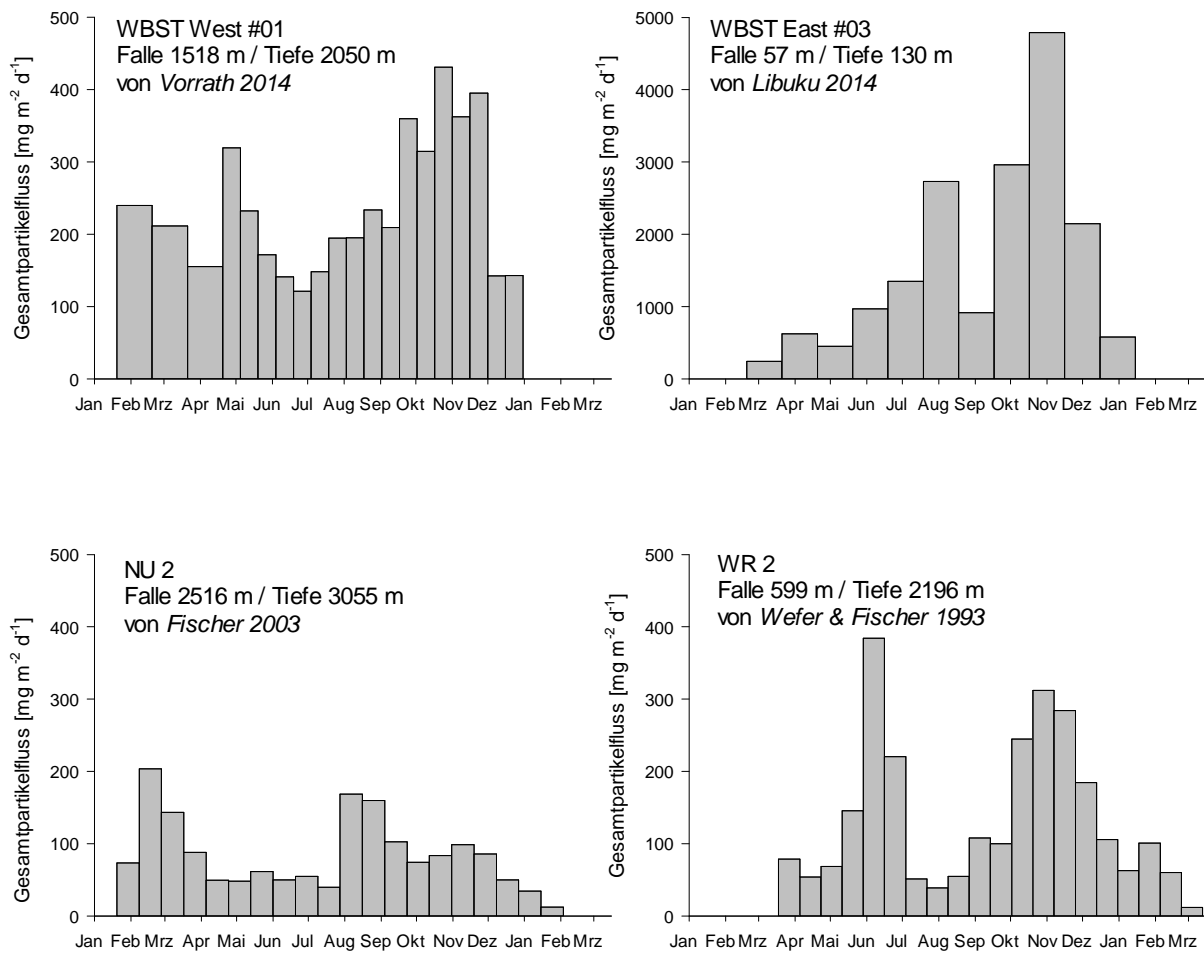 WBST West #01
Falle 1518 m / Tiefe 2050 m
von Vorrath 2014
Gesamtpartikelfluss [mg m-2 d-1]
500
400
300
200
100
0
Jan Feb Mrz Apr Mai Jun Jul Aug Sep Okt Nov Dez Jan Feb Mrz
WBST East #03
Falle 57 m / Tiefe 130 m
von Libuku 2014
Gesamtpartikelfluss [mg m-2 d-1]
5000
4000
3000
2000
1000
0
Jan Feb Mrz Apr Mai Jun Jul Aug Sep Okt Nov Dez Jan Feb Mrz
NU 2
Falle 2516 m / Tiefe 3055 m
von Fischer 2003
Gesamtpartikelfluss [mg m-2 d-1]
500
400
300
200
100
0
Jan Feb Mrz Apr Mai Jun Jul Aug Sep Okt Nov Dez Jan Feb Mrz
WR 2
Falle 599 m / Tiefe 2196 m
von Wefer & Fischer 1993
Gesamtpartikelfluss [mg m-2 d-1]
500
400
300
200
100
0
Jan Feb Mrz Apr Mai Jun Jul Aug Sep Okt Nov Dez Jan Feb Mrz